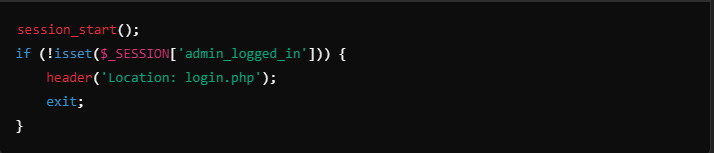 session_start();
if (!isset($_SESSION['admin_logged_in'])) {
    header('Location: login.php');
    exit;
}